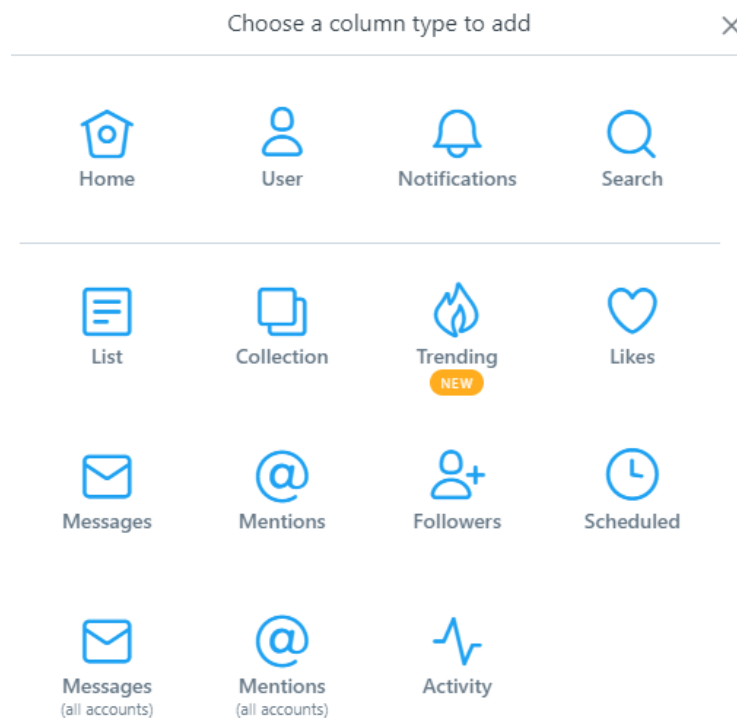 Choose a column type to add
Home User Notifications Search
List Collection Trending Likes
NEW
Messages Mentions Followers Scheduled
Messages Mentions Activity
(all accounts) (all accounts)